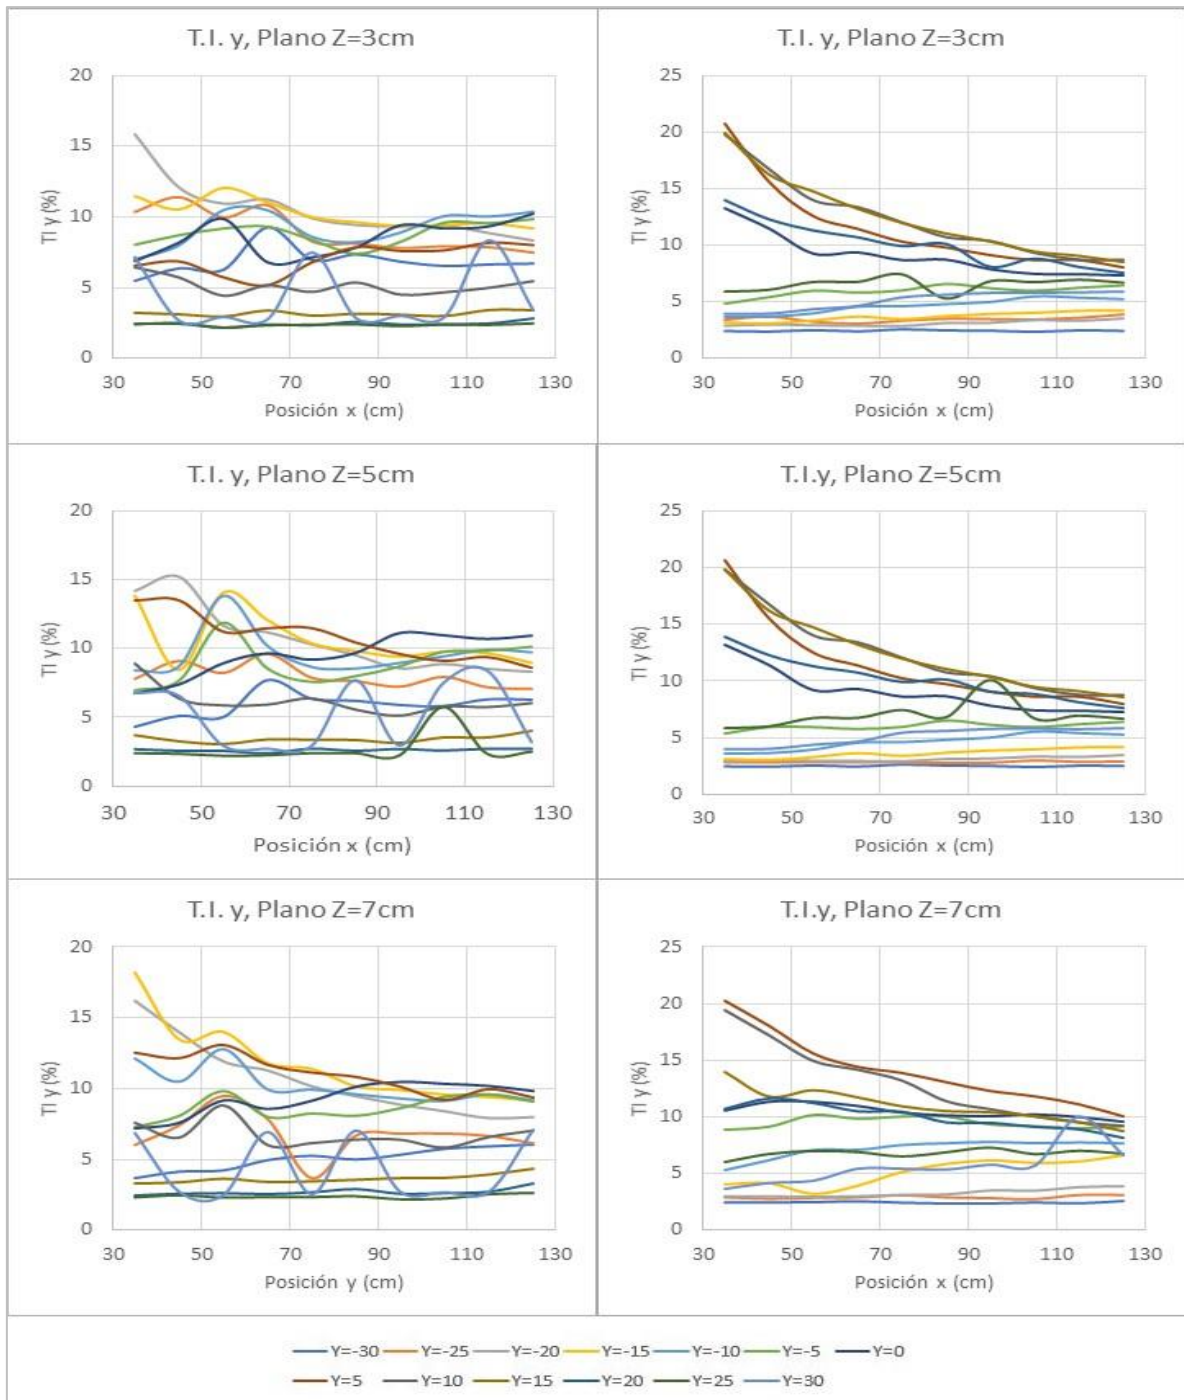 T.I. y, Plano Z=3cm
20
15
10
5
0
TI y (%)
30 50 70 90 110 130
Posición x (cm)
T.I. y, Plano Z=3cm
25
20
15
10
5
0
TI y (%)
30 50 70 90 110 130
Posición x (cm)
T.I. y, Plano Z=5cm
20
15
10
5
0
TI y (%)
30 50 70 90 110 130
Posición x (cm)
T.I.y, Plano Z=5cm
25
20
15
10
5
0
TI y (%)
30 50 70 90 110 130
Posición x (cm)
T.I. y, Plano Z=7cm
20
15
10
5
0
TI y (%)
30 50 70 90 110 130
Posición y (cm)
T.I.y, Plano Z=7cm
25
20
15
10
5
0
TI y (%)
30 50 70 90 110 130
Posición x (cm)
Y=-30 Y=-25 Y=-20 Y=-15 Y=-10 Y=-5 Y=0
Y=5 Y=10 Y=15 Y=20 Y=25 Y=30